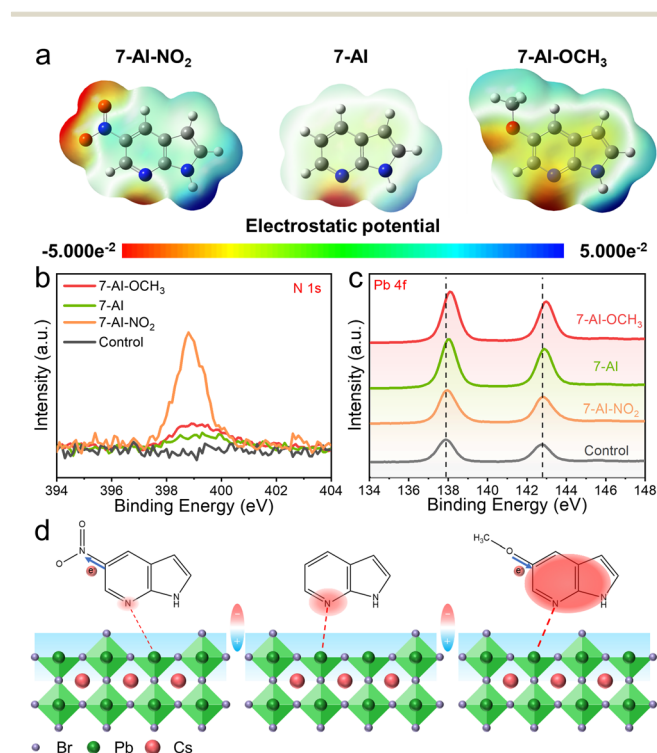 a
7-AI-NO₂ 7-AI 7-AI-OCH₃
Electrostatic potential
-5.000e⁻² 5.000e⁻²
b
7-AI-OCH₃
7-AI
7-AI-NO₂
Control
N 1s
Intensity (a.u.)
394 396 398 400 402 404
Binding Energy (eV)
c
Pb 4f
7-AI-OCH₃
7-AI
7-AI-NO₂
Control
Intensity (a.u.)
134 136 138 140 142 144 146 148
Binding Energy (eV)
d
O
N
O
e⁻
N
N
H
N
N
H
H₃C
O
e⁻
N
N
H
Br Pb Cs